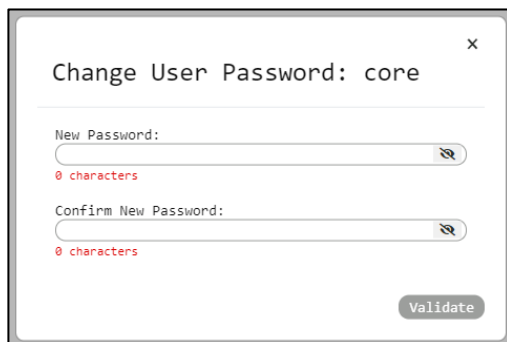 ×
Change User Password: core
New Password:
0 characters
Confirm New Password:
0 characters
Validate